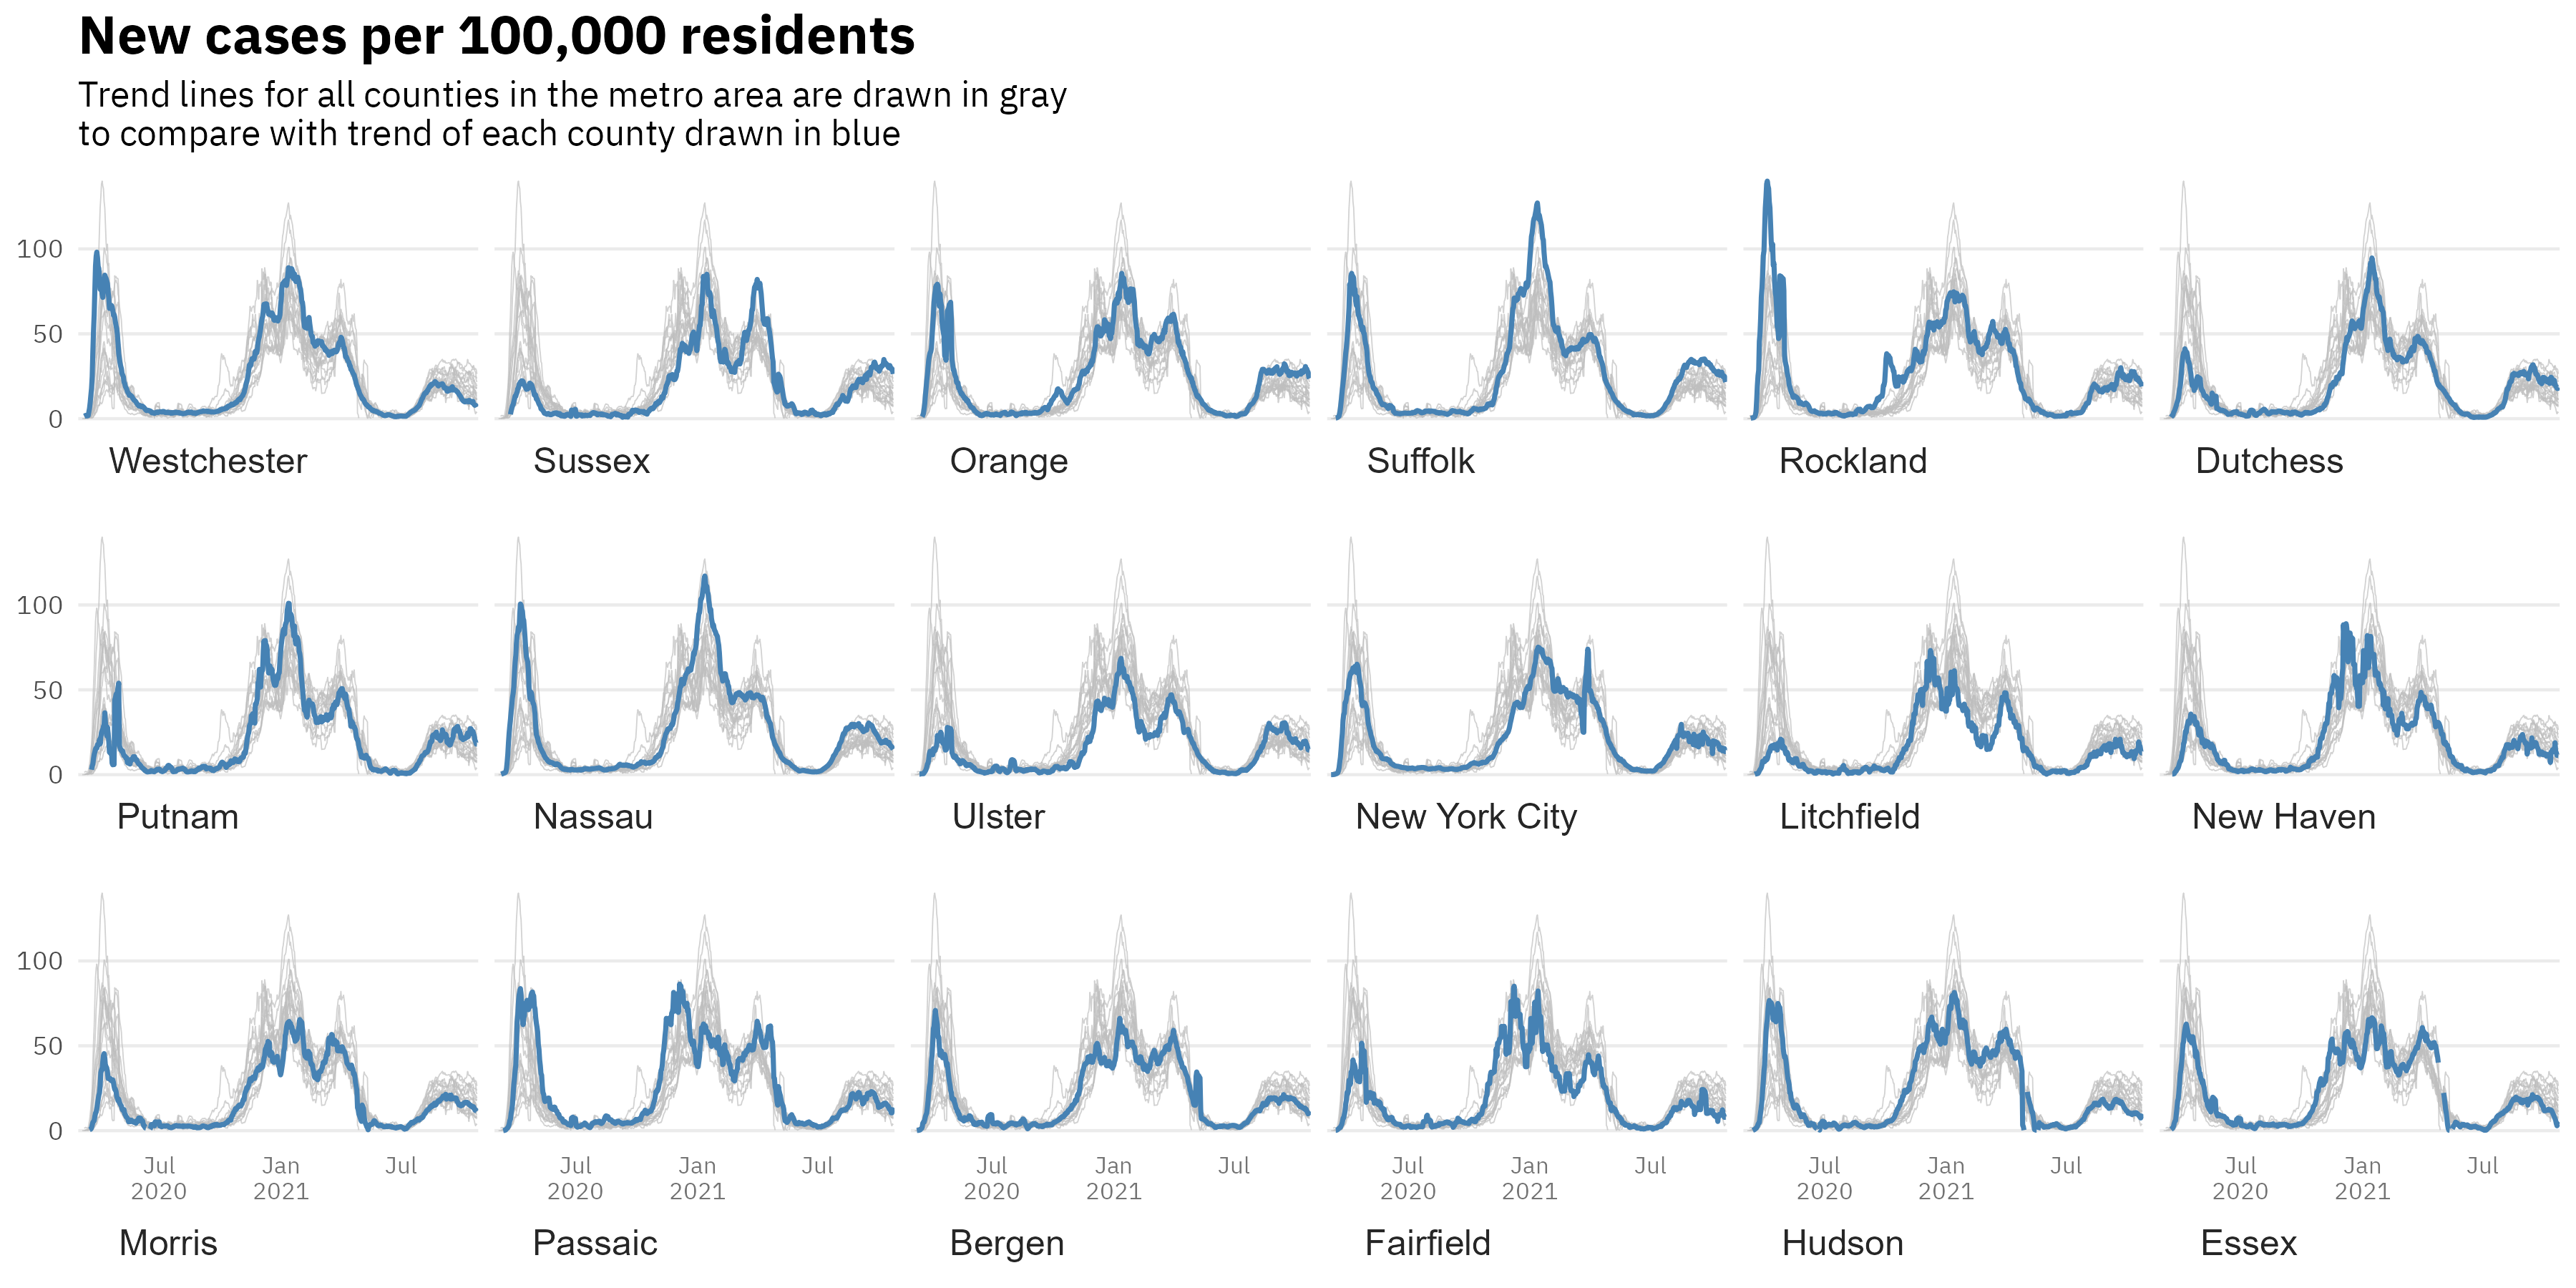 New cases per 100,000 residents
Trend lines for all counties in the metro area are drawn in gray
to compare with trend of each county drawn in blue
100
50
0
Westchester
Sussex
Orange
Suffolk
Rockland
Dutchess
100
50
0
Putnam
Nassau
Ulster
New York City
Litchfield
New Haven
100
50
0
Jul
2020
Jan
2021
Jul
Jul
2020
Jan
2021
Jul
Jul
2020
Jan
2021
Jul
Jul
2020
Jan
2021
Jul
Jul
2020
Jan
2021
Jul
Jul
2020
Jan
2021
Jul
Morris
Passaic
Bergen
Fairfield
Hudson
Essex